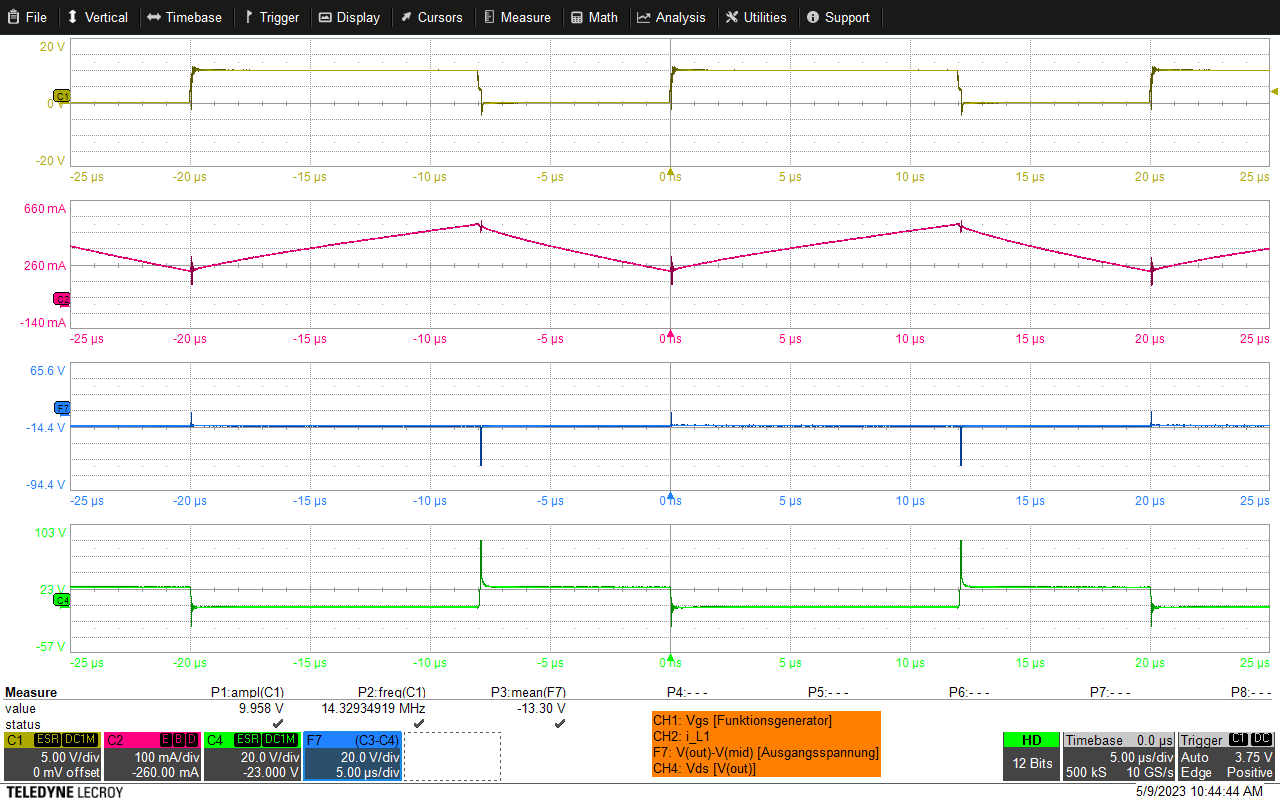 File Vertical Timebase Trigger Display Cursors Measure Math Analysis Utilities Support
20 V
C1
0 V
-20 V
-25 µs -20 µs -15 µs -10 µs -5 µs 0 ns 5 µs 10 µs 15 µs 20 µs 25 µs
660 mA
260 mA
C2
-140 mA
-25 µs -20 µs -15 µs -10 µs -5 µs 0 ns 5 µs 10 µs 15 µs 20 µs 25 µs
65.6 V
F7
-14.4 V
-94.4 V
-25 µs -20 µs -15 µs -10 µs -5 µs 0 ns 5 µs 10 µs 15 µs 20 µs 25 µs
103 V
23 V
C4
-57 V
-25 µs -20 µs -15 µs -10 µs -5 µs 0 ns 5 µs 10 µs 15 µs 20 µs 25 µs
Measure P1:ampl(C1) P2:freq(C1) P3:mean(F7) P4:- - - P5:- - - P6:- - - P7:- - - P8:- - -
value 9.958 V 14.32934919 MHz -13.30 V
status
C1 ESR DC1M
5.00 V/div
0 mV offset
C2 E B D
100 mA/div
-260.00 mA
C4 ESR DC1M
20.0 V/div
-23.000 V
F7 (C3-C4)
20.0 V/div
5.00 µs/div
CH1: Vgs [Funktionsgenerator]
CH2: i_L1
F7: V(out)-V(mid) [Ausgangsspannung]
CH4: Vds [V(out)]
HD
12 Bits
Timebase 0.0 µs
5.00 µs/div
500 kS 10 GS/s
Trigger C1 DC
Auto 3.75 V
Edge Positive
TELEDYNE LECROY
5/9/2023 10:44:44 AM